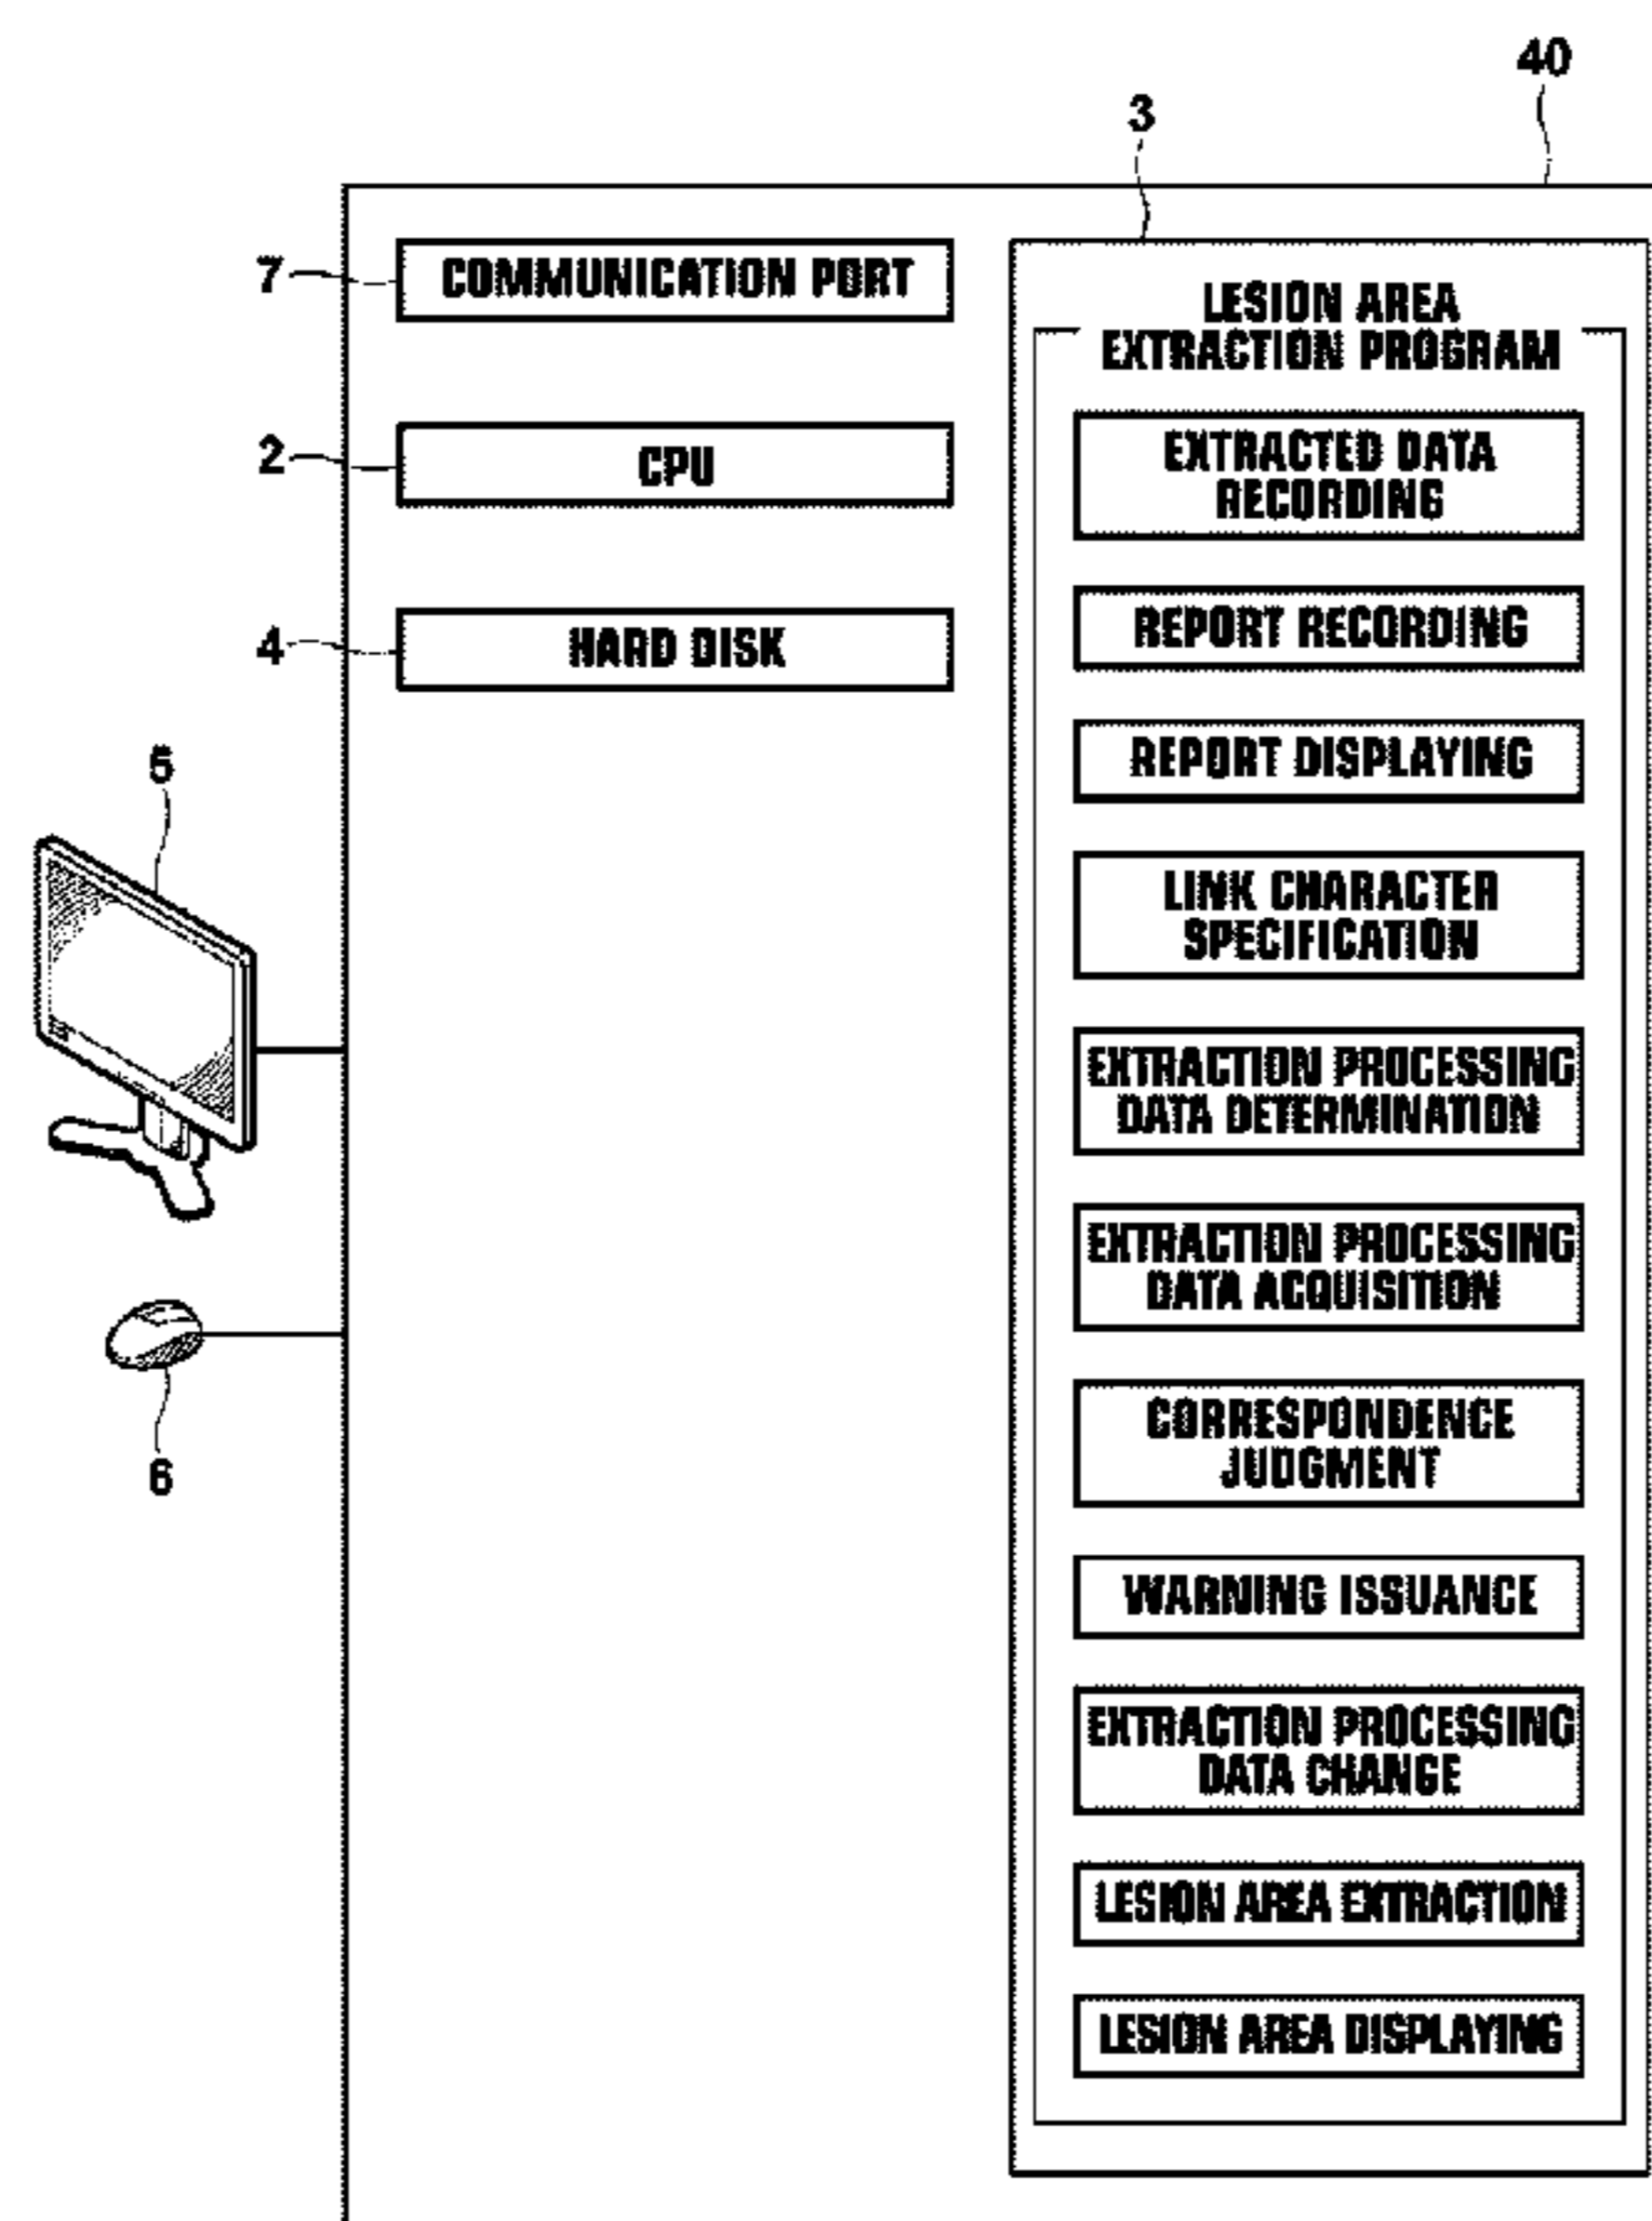 40
3
7
COMMUNICATION PORT
2
CPU
4
HARD DISK
5
6
LESION AREA
EXTRACTION PROGRAM
EXTRACTED DATA
RECORDING
REPORT RECORDING
REPORT DISPLAYING
LINK CHARACTER
SPECIFICATION
EXTRACTION PROCESSING
DATA DETERMINATION
EXTRACTION PROCESSING
DATA ACQUISITION
CORRESPONDENCE
JUDGMENT
WARNING ISSUANCE
EXTRACTION PROCESSING
DATA CHANGE
LESION AREA EXTRACTION
LESION AREA DISPLAYING